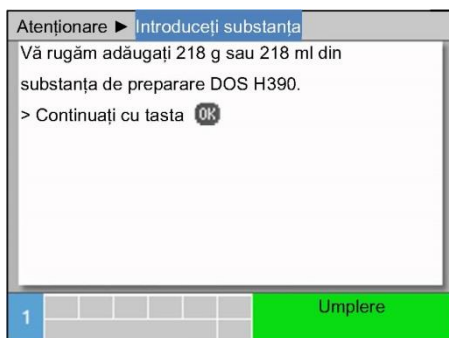 Atenționare ► Introduceți substanța
Vă rugăm adăugați 218 g sau 218 ml din
substanța de preparare DOS H390.
> Continuați cu tasta OK
1
Umplere